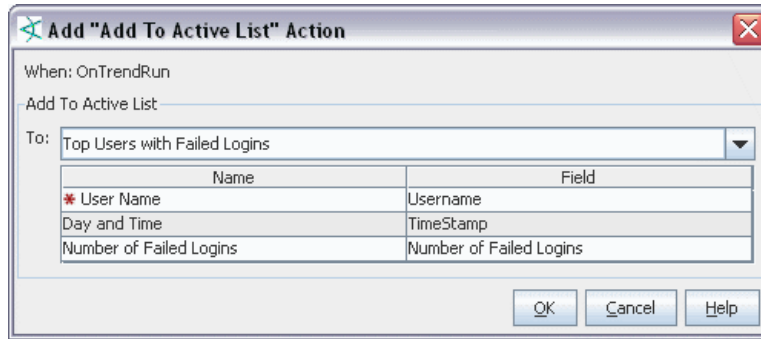 Add "Add To Active List" Action
When: OnTrendRun
Add To Active List
To: Top Users with Failed Logins
Name Field
* User Name Username
Day and Time TimeStamp
Number of Failed Logins Number of Failed Logins
OK Cancel Help